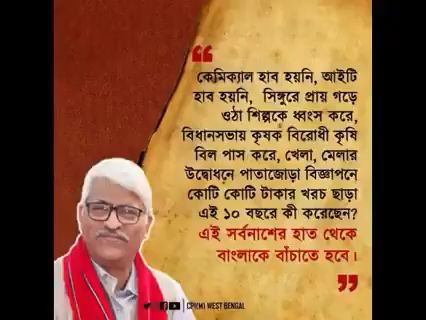 কেমিক্যাল হাব হয়নি, আইটি
হাব হয়নি, সিঙ্গুরে প্রায় গড়ে
ওঠা শিল্পকে ধ্বংস করে,
বিধানসভায় কৃষক বিরোধী কৃষি
বিল পাস করে, খেলা, মেলার
উদ্বোধনে পাতাজোড়া বিজ্ঞাপনে
কোটি কোটি টাকার খরচ ছাড়া
এই ১০ বছরে কী করেছেন?
এই সর্বনাশের হাত থেকে
বাংলাকে বাঁচাতে হবে।
CPI(M) WEST BENGAL